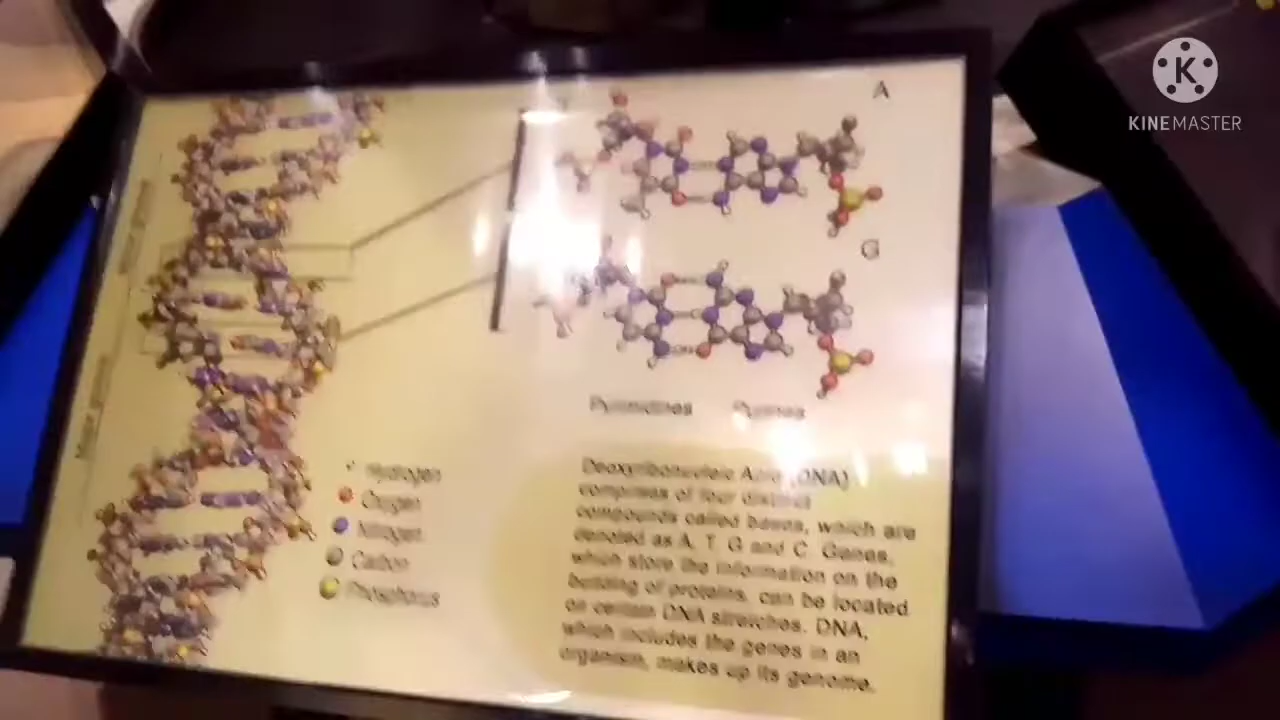 A
KINEMASTER
G
Pyrimidines Purines
Hydrogen
Oxygen
Nitrogen
Carbon
Phosphorus
Deoxyribonucleic Acid (DNA)
comprises of four distinct
compounds called bases, which are
denoted as A, T, G and C. Genes,
which store the information on the
building of proteins, can be located
on certain DNA stretches. DNA,
which includes the genes in an
organism, makes up its genome.